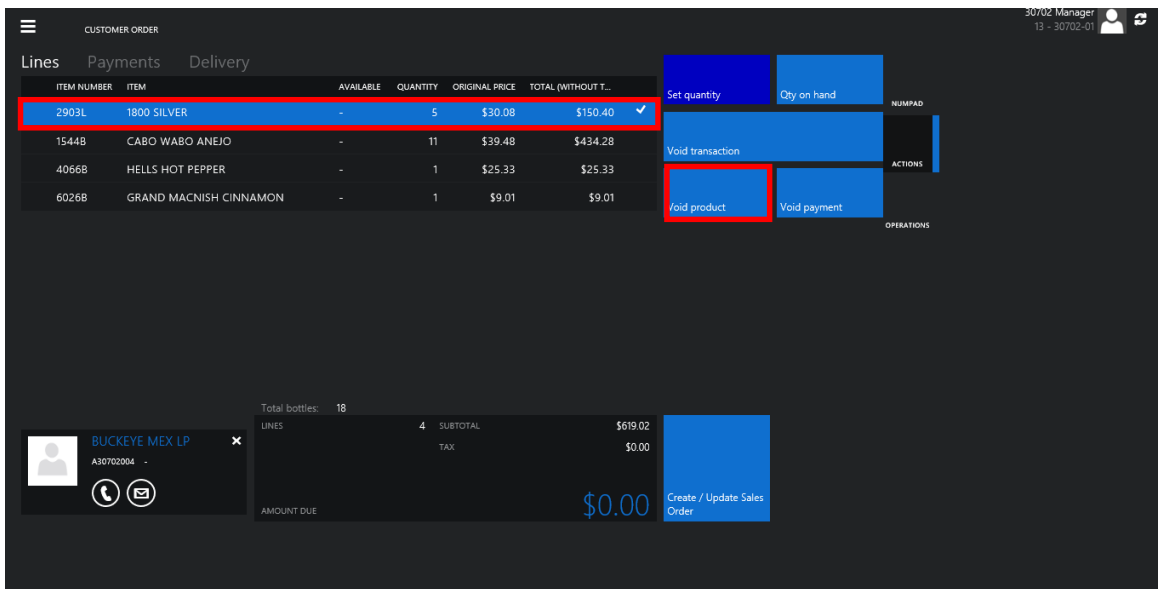 30702 Manager
13 - 30702-01
CUSTOMER ORDER
Lines Payments Delivery
ITEM NUMBER ITEM AVAILABLE QUANTITY ORIGINAL PRICE TOTAL (WITHOUT T...
2903L 1800 SILVER - 5 $30.08 $150.40
1544B CABO WABO ANEJO - 11 $39.48 $434.28
4066B HELLS HOT PEPPER - 1 $25.33 $25.33
6026B GRAND MACNISH CINNAMON - 1 $9.01 $9.01
Set quantity
Qty on hand
NUMPAD
Void transaction
ACTIONS
Void product
Void payment
OPERATIONS
Total bottles: 18
LINES 4 SUBTOTAL $619.02
TAX $0.00
AMOUNT DUE $0.00
BUCKEYE MEX LP
A30702004 -
Create / Update Sales
Order